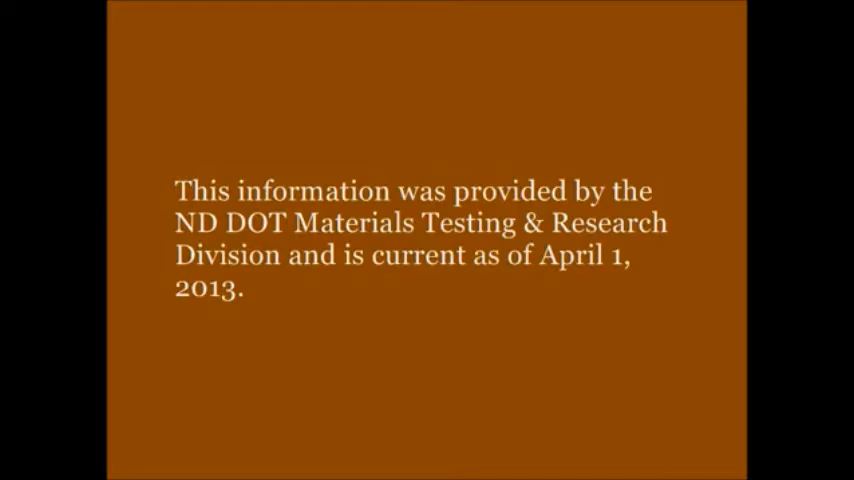 This information was provided by the
ND DOT Materials Testing & Research
Division and is current as of April 1,
2013.